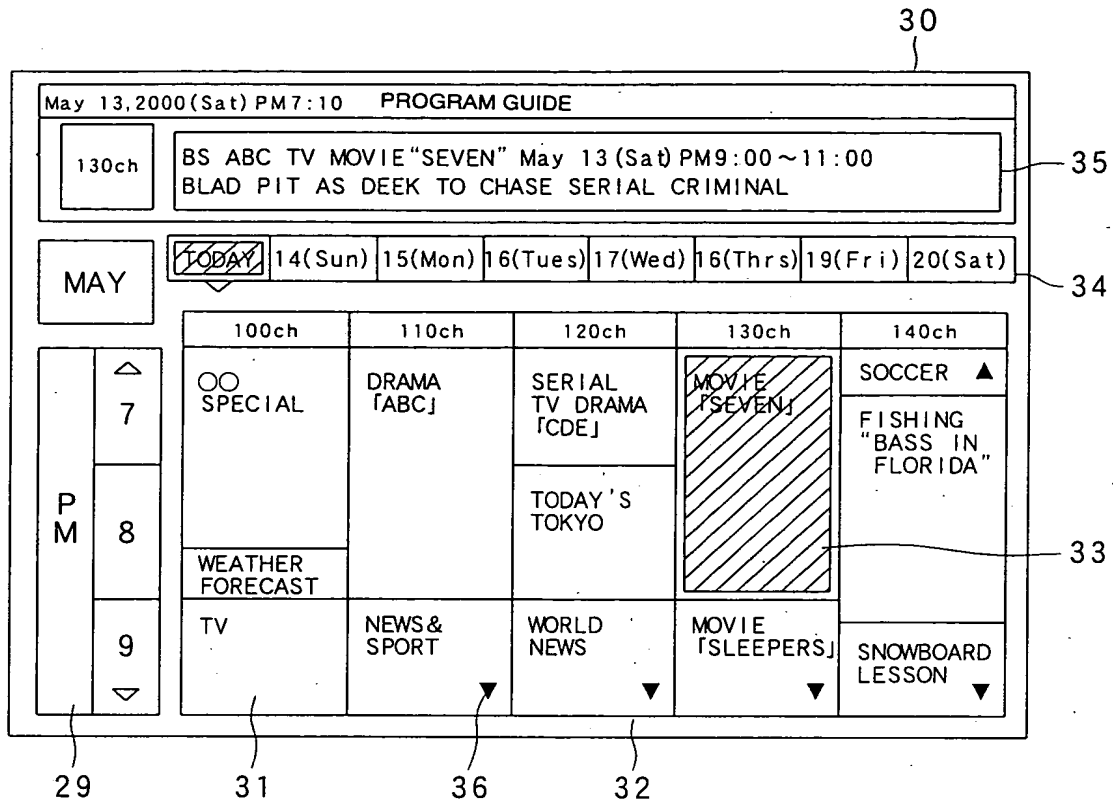 30
May 13,2000(Sat) PM7:10 PROGRAM GUIDE
130ch
BS ABC TV MOVIE“SEVEN” May 13(Sat)PM9:00～11:00
BLAD PIT AS DEEK TO CHASE SERIAL CRIMINAL
35
MAY
TODAY 14(Sun) 15(Mon) 16(Tues) 17(Wed) 16(Thrs) 19(Fri) 20(Sat)
34
100ch 110ch 120ch 130ch 140ch
PM
7
8
9
○○
SPECIAL
WEATHER
FORECAST
TV
DRAMA
「ABC」
NEWS&
SPORT
▼
SERIAL
TV DRAMA
「CDE」
TODAY'S
TOKYO
WORLD
NEWS
▼
MOVIE
「SEVEN」
MOVIE
「SLEEPERS」
▼
SOCCER ▲
FISHING
“BASS IN
FLORIDA”
SNOWBOARD
LESSON ▼
33
29 31 36 32